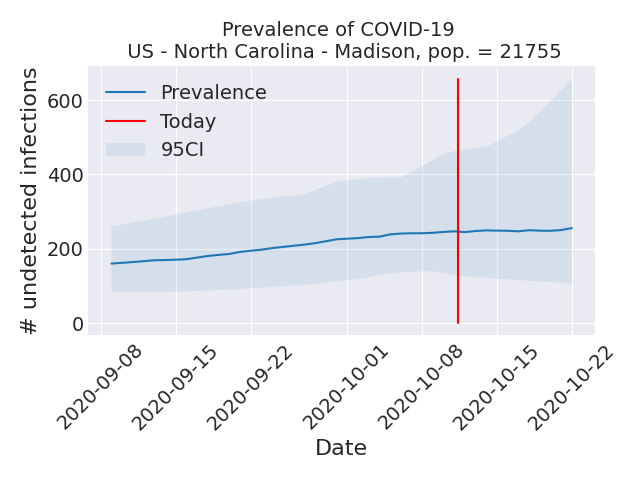 Prevalence of COVID-19
US - North Carolina - Madison, pop. = 21755
# undetected infections
600
400
200
0
Prevalence
Today
95CI
2020-09-08
2020-09-15
2020-09-22
2020-10-01
2020-10-08
2020-10-15
2020-10-22
Date